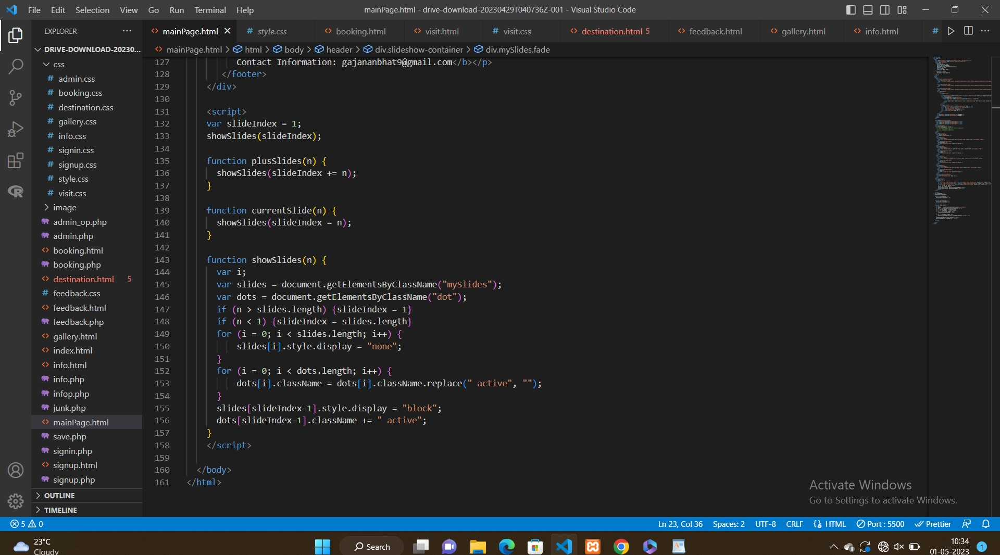 File Edit Selection View Go Run Terminal Help
mainPage.html - drive-download-20230429T040736Z-001 - Visual Studio Code
EXPLORER
DRIVE-DOWNLOAD-20230...
css
# admin.css
# booking.css
# destination.css
# gallery.css
# info.css
# signin.css
# signup.css
# style.css
# visit.css
image
admin_op.php
admin.php
booking.html
booking.php
destination.html 5
# feedback.css
feedback.html
feedback.php
gallery.html
index.html
info.html
info.php
infop.php
junk.php
mainPage.html
save.php
signin.php
signup.html
signup.php
OUTLINE
TIMELINE
mainPage.html # style.css booking.html visit.html # visit.css destination.html 5 feedback.html gallery.html info.html #
mainPage.html > html > body > header > div.slideshow-container > div.mySlides.fade
127 Contact Information: gajananbhat9@gmail.com</b></p>
128 </footer>
129 </div>
130
131 <script>
132 var slideIndex = 1;
133 showSlides(slideIndex);
134
135 function plusSlides(n) {
136 showSlides(slideIndex += n);
137 }
138
139 function currentSlide(n) {
140 showSlides(slideIndex = n);
141 }
142
143 function showSlides(n) {
144 var i;
145 var slides = document.getElementsByClassName("mySlides");
146 var dots = document.getElementsByClassName("dot");
147 if (n > slides.length) {slideIndex = 1}
148 if (n < 1) {slideIndex = slides.length}
149 for (i = 0; i < slides.length; i++) {
150 slides[i].style.display = "none";
151 }
152 for (i = 0; i < dots.length; i++) {
153 dots[i].className = dots[i].className.replace(" active", "");
154 }
155 slides[slideIndex-1].style.display = "block";
156 dots[slideIndex-1].className += " active";
157 }
158 </script>
159
160 </body>
161 </html>
Activate Windows
Go to Settings to activate Windows.
5 0
Ln 23, Col 36 Spaces: 2 UTF-8 CRLF HTML Port : 5500 Prettier
23°C
Cloudy
Search
10:34
01-05-2023
1